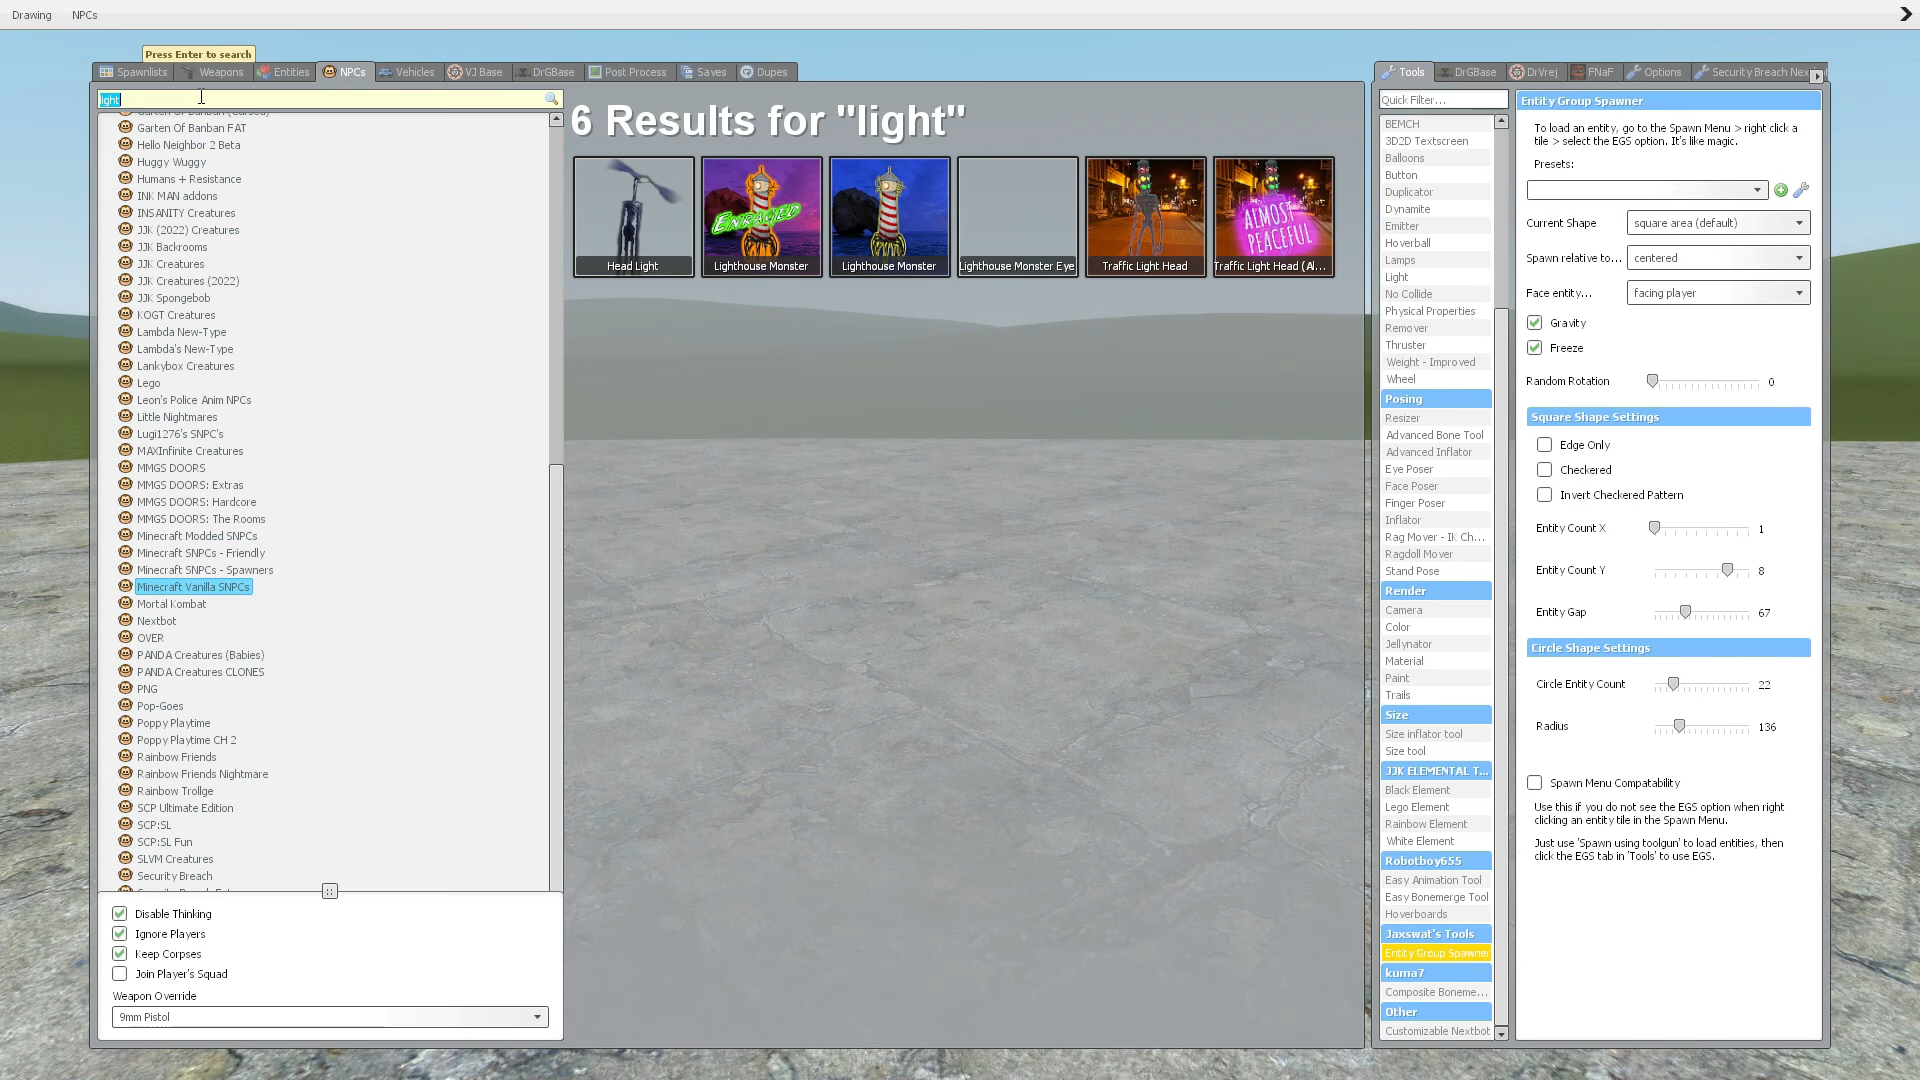 Drawing NPCs
Press Enter to search
Spawnlists Weapons Entities NPCs Vehicles VJ Base DrGBase Post Process Saves Dupes
light
Garten Of Banban FAT
Hello Neighbor 2 Beta
Huggy Wuggy
Humans + Resistance
INK MAN addons
INSANITY Creatures
JJK (2022) Creatures
JJK Backrooms
JJK Creatures
JJK Creatures (2022)
JJK Spongebob
KOGT Creatures
Lambda New-Type
Lambda's New-Type
Lankybox Creatures
Lego
Leon's Police Anim NPCs
Little Nightmares
Lugi1276's SNPC's
MAXInfinite Creatures
MMGS DOORS
MMGS DOORS: Extras
MMGS DOORS: Hardcore
MMGS DOORS: The Rooms
Minecraft Modded SNPCs
Minecraft SNPCs - Friendly
Minecraft SNPCs - Spawners
Minecraft Vanilla SNPCs
Mortal Kombat
Nextbot
OVER
PANDA Creatures (Babies)
PANDA Creatures CLONES
PNG
Pop-Goes
Poppy Playtime
Poppy Playtime CH 2
Rainbow Friends
Rainbow Friends Nightmare
Rainbow Trollge
SCP Ultimate Edition
SCP:SL
SCP:SL Fun
SLVM Creatures
Security Breach
Disable Thinking
Ignore Players
Keep Corpses
Join Player's Squad
Weapon Override
9mm Pistol
6 Results for "light"
ENRAGED
ALMOST
PEACEFUL
Head Light
Lighthouse Monster
Lighthouse Monster
Lighthouse Monster Eye
Traffic Light Head
Traffic Light Head (Al...
Tools DrGBase DrVrej FNaF Options Security Breach Nextbot
Quick Filter...
BEMCH
3D2D Textscreen
Balloons
Button
Duplicator
Dynamite
Emitter
Hoverball
Lamps
Light
No Collide
Physical Properties
Remover
Thruster
Weight - Improved
Wheel
Posing
Resizer
Advanced Bone Tool
Advanced Inflator
Eye Poser
Face Poser
Finger Poser
Inflator
Rag Mover - IK Ch...
Ragdoll Mover
Stand Pose
Render
Camera
Color
Jellynator
Material
Paint
Trails
Size
Size inflator tool
Size tool
JJK ELEMENTAL T...
Black Element
Lego Element
Rainbow Element
White Element
Robotboy655
Easy Animation Tool
Easy Bonemerge Tool
Hoverboards
Jaxswat's Tools
Entity Group Spawner
kuma7
Composite Boneme...
Other
Customizable Nextbot
Entity Group Spawner
To load an entity, go to the Spawn Menu > right click a
tile > select the EGS option. It's like magic.
Presets:
Current Shape square area (default)
Spawn relative to... centered
Face entity... facing player
Gravity
Freeze
Random Rotation 0
Square Shape Settings
Edge Only
Checkered
Invert Checkered Pattern
Entity Count X 1
Entity Count Y 8
Entity Gap 67
Circle Shape Settings
Circle Entity Count 22
Radius 136
Spawn Menu Compatability
Use this if you do not see the EGS option when right
clicking an entity tile in the Spawn Menu.
Just use 'Spawn using toolgun' to load entities, then
click the EGS tab in 'Tools' to use EGS.